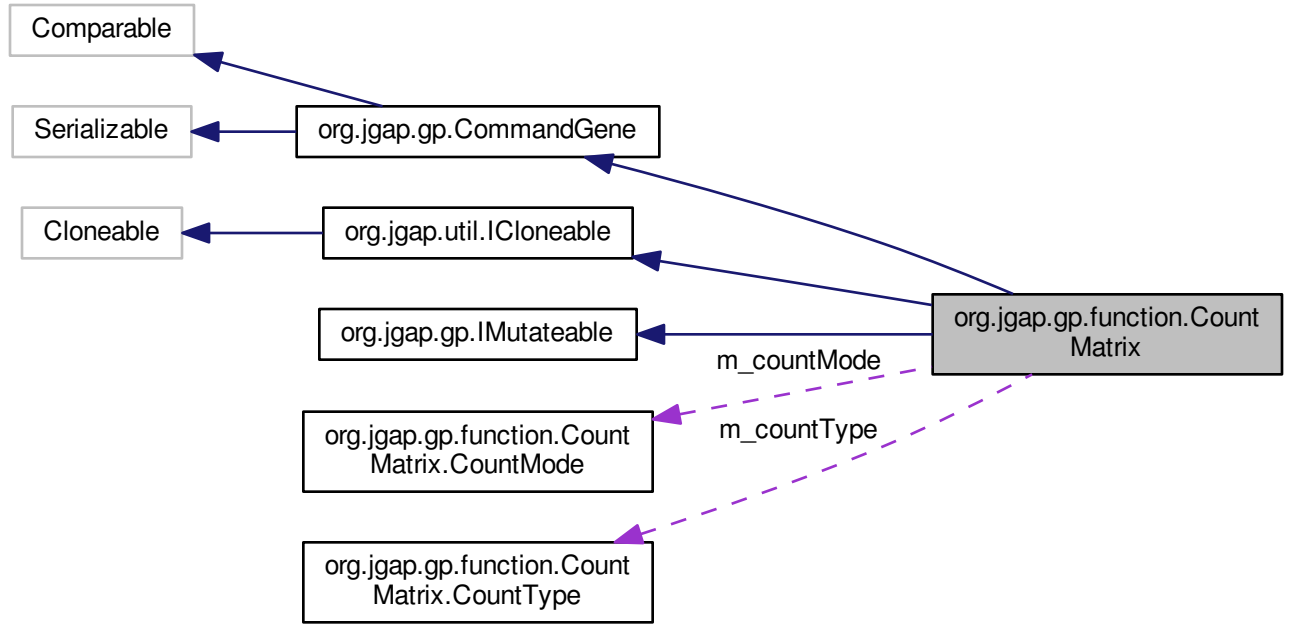 Comparable
Serializable
org.jgap.gp.CommandGene
Cloneable
org.jgap.util.ICloneable
org.jgap.gp.IMutateable
org.jgap.gp.function.Count
Matrix
m_countMode
m_countType
org.jgap.gp.function.Count
Matrix.CountMode
org.jgap.gp.function.Count
Matrix.CountType